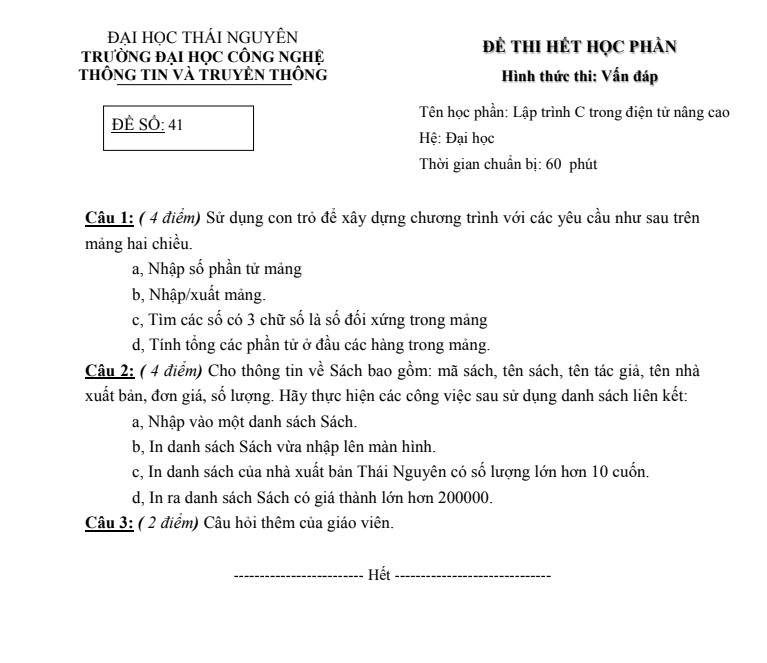 ĐẠI HỌC THÁI NGUYÊN
TRƯỜNG ĐẠI HỌC CÔNG NGHỆ
THÔNG TIN VÀ TRUYỀN THÔNG
ĐỀ THI HẾT HỌC PHẦN
Hình thức thi: Vấn đáp
ĐỀ SỐ: 41
Tên học phần: Lập trình C trong điện tử nâng cao
Hệ: Đại học
Thời gian chuẩn bị: 60 phút
Câu 1: ( 4 điểm) Sử dụng con trỏ để xây dựng chương trình với các yêu cầu như sau trên
mảng hai chiều.
a, Nhập số phần tử mảng
b, Nhập/xuất mảng.
c, Tìm các số có 3 chữ số là số đối xứng trong mảng
d, Tính tổng các phần tử ở đầu các hàng trong mảng.
Câu 2: ( 4 điểm) Cho thông tin về Sách bao gồm: mã sách, tên sách, tên tác giả, tên nhà
xuất bản, đơn giá, số lượng. Hãy thực hiện các công việc sau sử dụng danh sách liên kết:
a, Nhập vào một danh sách Sách.
b, In danh sách Sách vừa nhập lên màn hình.
c, In danh sách của nhà xuất bản Thái Nguyên có số lượng lớn hơn 10 cuốn.
d, In ra danh sách Sách có giá thành lớn hơn 200000.
Câu 3: ( 2 điểm) Câu hỏi thêm của giáo viên.
------------------------- Hết ------------------------------